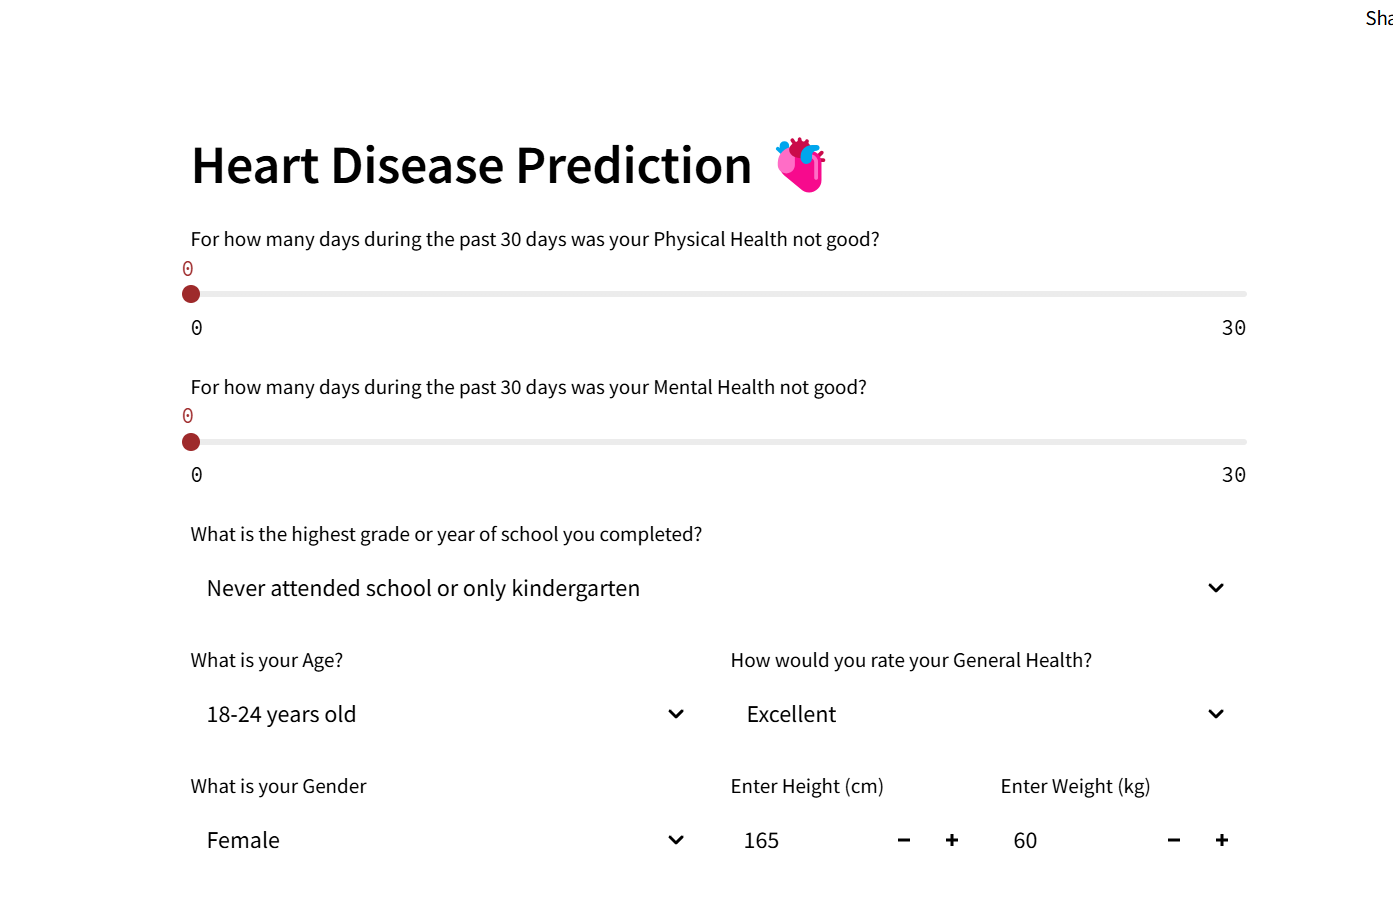 Sha
Heart Disease Prediction
For how many days during the past 30 days was your Physical Health not good?
0
0 30
For how many days during the past 30 days was your Mental Health not good?
0
0 30
What is the highest grade or year of school you completed?
Never attended school or only kindergarten
What is your Age? How would you rate your General Health?
18-24 years old Excellent
What is your Gender Enter Height (cm) Enter Weight (kg)
Female 165 60